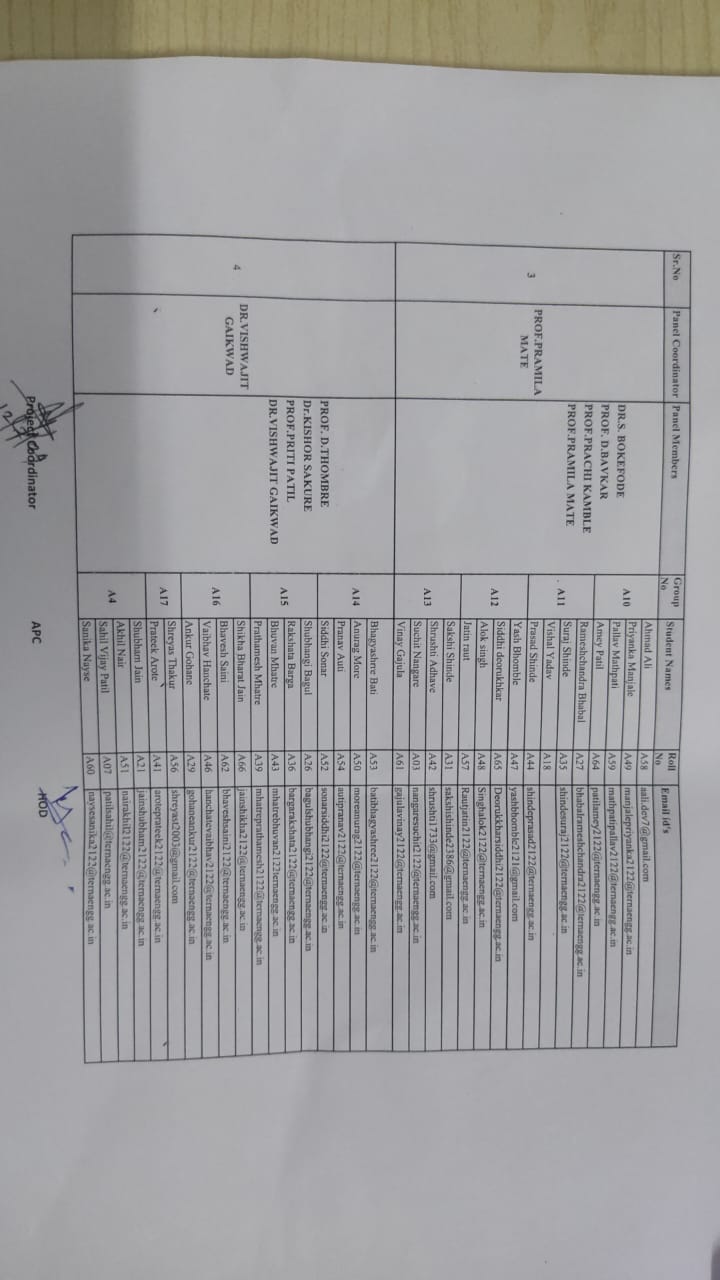 Sr.No Panel Coordinator Panel Members Group No Student Names Roll No Email id's
3 PROF.PRAMILA MATE
DR.S. BOKEFODE
PROF. D.BAVKAR
PROF.PRACHI KAMBLE
PROF.PRAMILA MATE
A10
Ahmad Ali A58 aali.dev7@gmail.com
Priyanka Manjale A49 manjalepriyanka2122@ternaengg.ac.in
Pallav Mathpati A59 mathpatipallav2122@ternaengg.ac.in
Amey Patil A64 patilamey2122@ternaengg.ac.in
A11
Rameshchandra Bhabal A27 bhabalrameshchandra2122@ternaengg.ac.in
Suraj Shinde A35 shindesuraj2122@ternaengg.ac.in
Vishal Yadav A18
Prasad Shinde A44 shindeprasad2122@ternaengg.ac.in
A12
Yash Bhomble A47 yashbhomble2121@gmail.com
Siddhi deorukhkar A65 Deorukkharsiddhi2122@ternaengg.ac.in
Alok singh A48 Singhalok2122@ternaengg.ac.in
Jatin raut A57 Rautjatin2122@ternaengg.ac.in
A13
Sakshi Shinde A31 sakshishinde2386@gmail.com
Shrushti Adhave A42 shrushti1733@gmail.com
Suchit Nangare A03 nangaresuchit2122@ternaengg.ac.in
Vinay Gajula A61 gajulavinay2122@ternaengg.ac.in
4 DR.VISHWAJIT GAIKWAD
PROF. D.THOMBRE
Dr.KISHOR SAKURE
PROF.PRITI PATIL
DR.VISHWAJIT GAIKWAD
A14
Bhagyashree Bati A53 batibhagyashree2122@ternaengg.ac.in
Anurag More A50 moreanurag2122@ternaengg.ac.in
Pranav Auti A54 autipranav2122@ternaengg.ac.in
Siddhi Sonar A52 sonarsiddhi2122@ternaengg.ac.in
A15
Shubhangi Bagul A26 bagulshubhangi2122@ternaengg.ac.in
Rakshata Barga A36 bargarakshata2122@ternaengg.ac.in
Bhuvan Mhatre A43 mhatrebhuvan2122ternaengg.ac.in
Prathamesh Mhatre A39 mhatreprathamesh2122@ternaengg.ac.in
A16
Shikha Bharat Jain A66 jainshikha2122@ternaengg.ac.in
Bhavesh Saini A62 bhaveshsaini2122@ternaengg.ac.in
Vaibhav Hanchate A46 hanchatevaibhav2122@ternaengg.ac.in
Ankur Gohane A29 gohaneankur2122@ternaengg.ac.in
A17
Shreyas Thakur A56 shreyast2003@gmail.com
Prateek Arote A41 aroteprateek2122@ternaengg.ac.in
Shubham Jain A21 jainshubham2122@ternaengg.ac.in
Akhil Nair A51 nairakhil2122@ternaengg.ac.in
A4
Sahil Vijay Patil A07 patilsahil@ternaengg.ac.in
Sanika Nayse A60 naysesanika2122@ternaengg.ac.in
Project Coordinator APC HOD